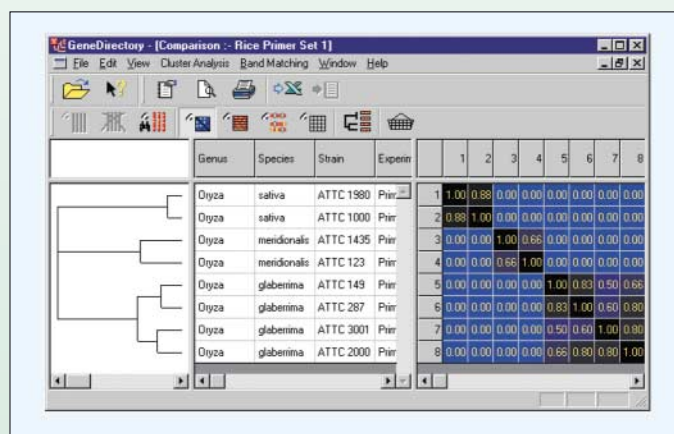 GeneDirectory - [Comparison :- Rice Primer Set 1]
File Edit View Cluster Analysis Band Matching Window Help
Genus Species Strain Experim 1 2 3 4 5 6 7 8
Oryza sativa ATTC 1980 Prim 1 1.00 0.88 0.00 0.00 0.00 0.00 0.00 0.00
Oryza sativa ATTC 1000 Prim 2 0.88 1.00 0.00 0.00 0.00 0.00 0.00 0.00
Oryza meridionalis ATTC 1435 Prim 3 0.00 0.00 1.00 0.66 0.00 0.00 0.00 0.00
Oryza meridionalis ATTC 123 Prim 4 0.00 0.00 0.66 1.00 0.00 0.00 0.00 0.00
Oryza glaberrima ATTC 149 Prim 5 0.00 0.00 0.00 0.00 1.00 0.83 0.50 0.66
Oryza glaberrima ATTC 287 Prim 6 0.00 0.00 0.00 0.00 0.83 1.00 0.60 0.80
Oryza glaberrima ATTC 3001 Prim 7 0.00 0.00 0.00 0.00 0.50 0.60 1.00 0.80
Oryza glaberrima ATTC 2000 Prim 8 0.00 0.00 0.00 0.00 0.66 0.80 0.80 1.00